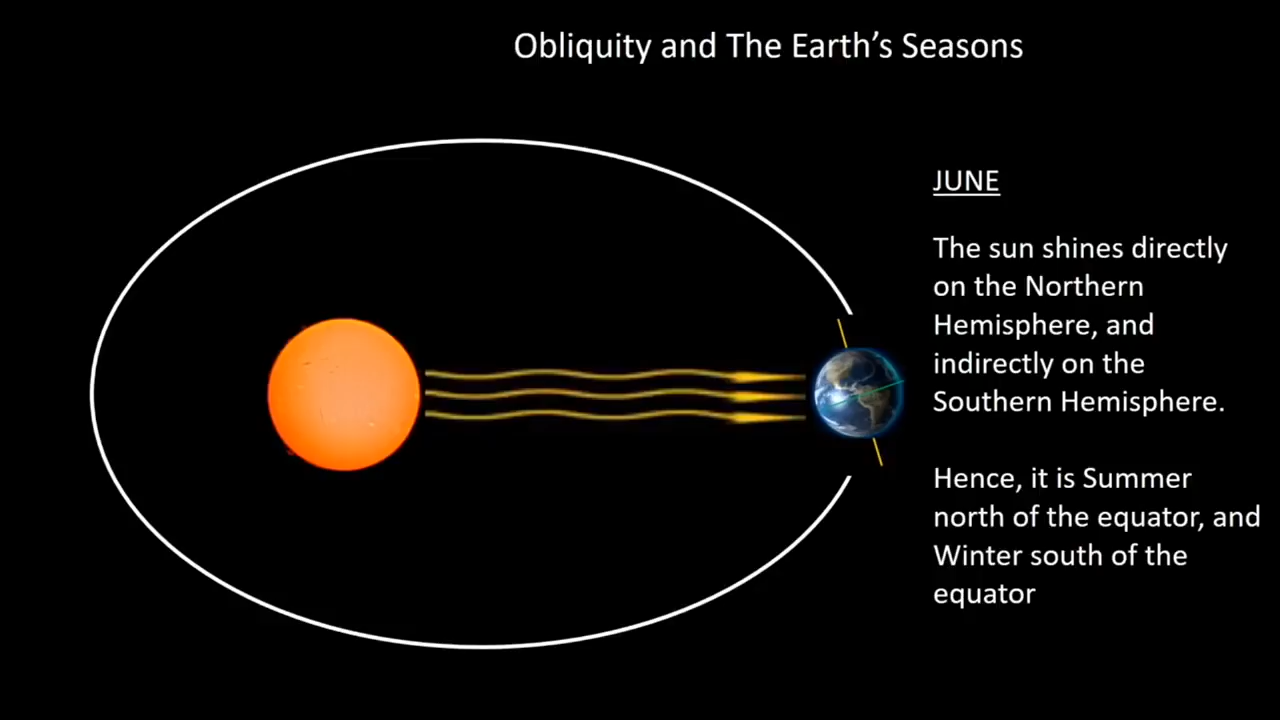 Obliquity and The Earth’s Seasons
JUNE
The sun shines directly
on the Northern
Hemisphere, and
indirectly on the
Southern Hemisphere.
Hence, it is Summer
north of the equator, and
Winter south of the
equator